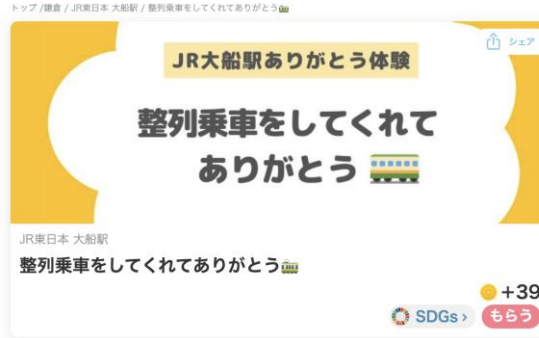 トップ /鎌倉 / JR東日本 大船駅 / 整列乗車をしてくれてありがとう🚋
シェア
JR大船駅ありがとう体験
整列乗車をしてくれて
ありがとう 🚃
JR東日本 大船駅
整列乗車をしてくれてありがとう🚋
+39
SDGs ›
もらう